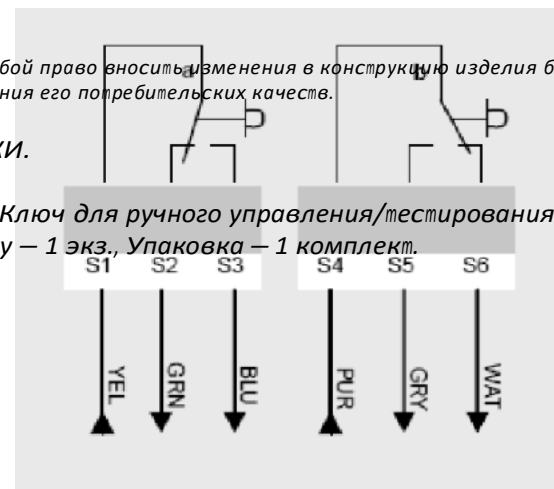 бой право вносить изменения в конструкцию изделия б
ния его потребительских качеств.
a b
ки.
Ключ для ручного управления/тестирования
у – 1 экз., Упаковка – 1 комплект.
S1 S2 S3 S4 S5 S6
YEL GRN BLU PUR GRY WAT